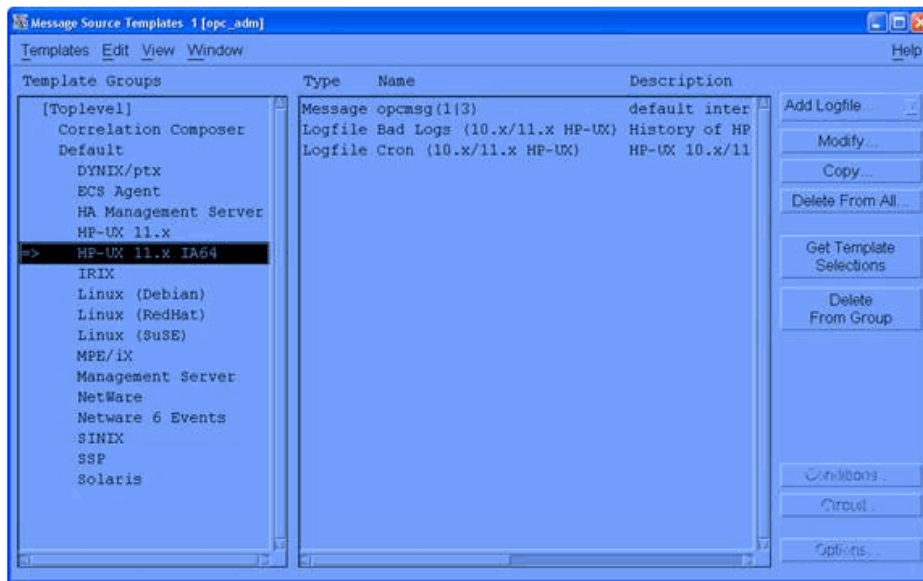 Message Source Templates 1 [opc_adm]
Templates Edit View Window Help
Template Groups
Type Name Description
[Toplevel]
Correlation Composer
Default
DYNIX/ptx
ECS Agent
HA Management Server
HP-UX 11.x
=> HP-UX 11.x IA64
IRIX
Linux (Debian)
Linux (RedHat)
Linux (SuSE)
MPE/iX
Management Server
NetWare
Netware 6 Events
SINIX
SSP
Solaris
Message opcmsg(1|3) default inter
Logfile Bad Logs (10.x/11.x HP-UX) History of HP
Logfile Cron (10.x/11.x HP-UX) HP-UX 10.x/11
Add Logfile...
Modify...
Copy...
Delete From All...
Get Template
Selections
Delete
From Group
Conditions...
Circuit...
Options...